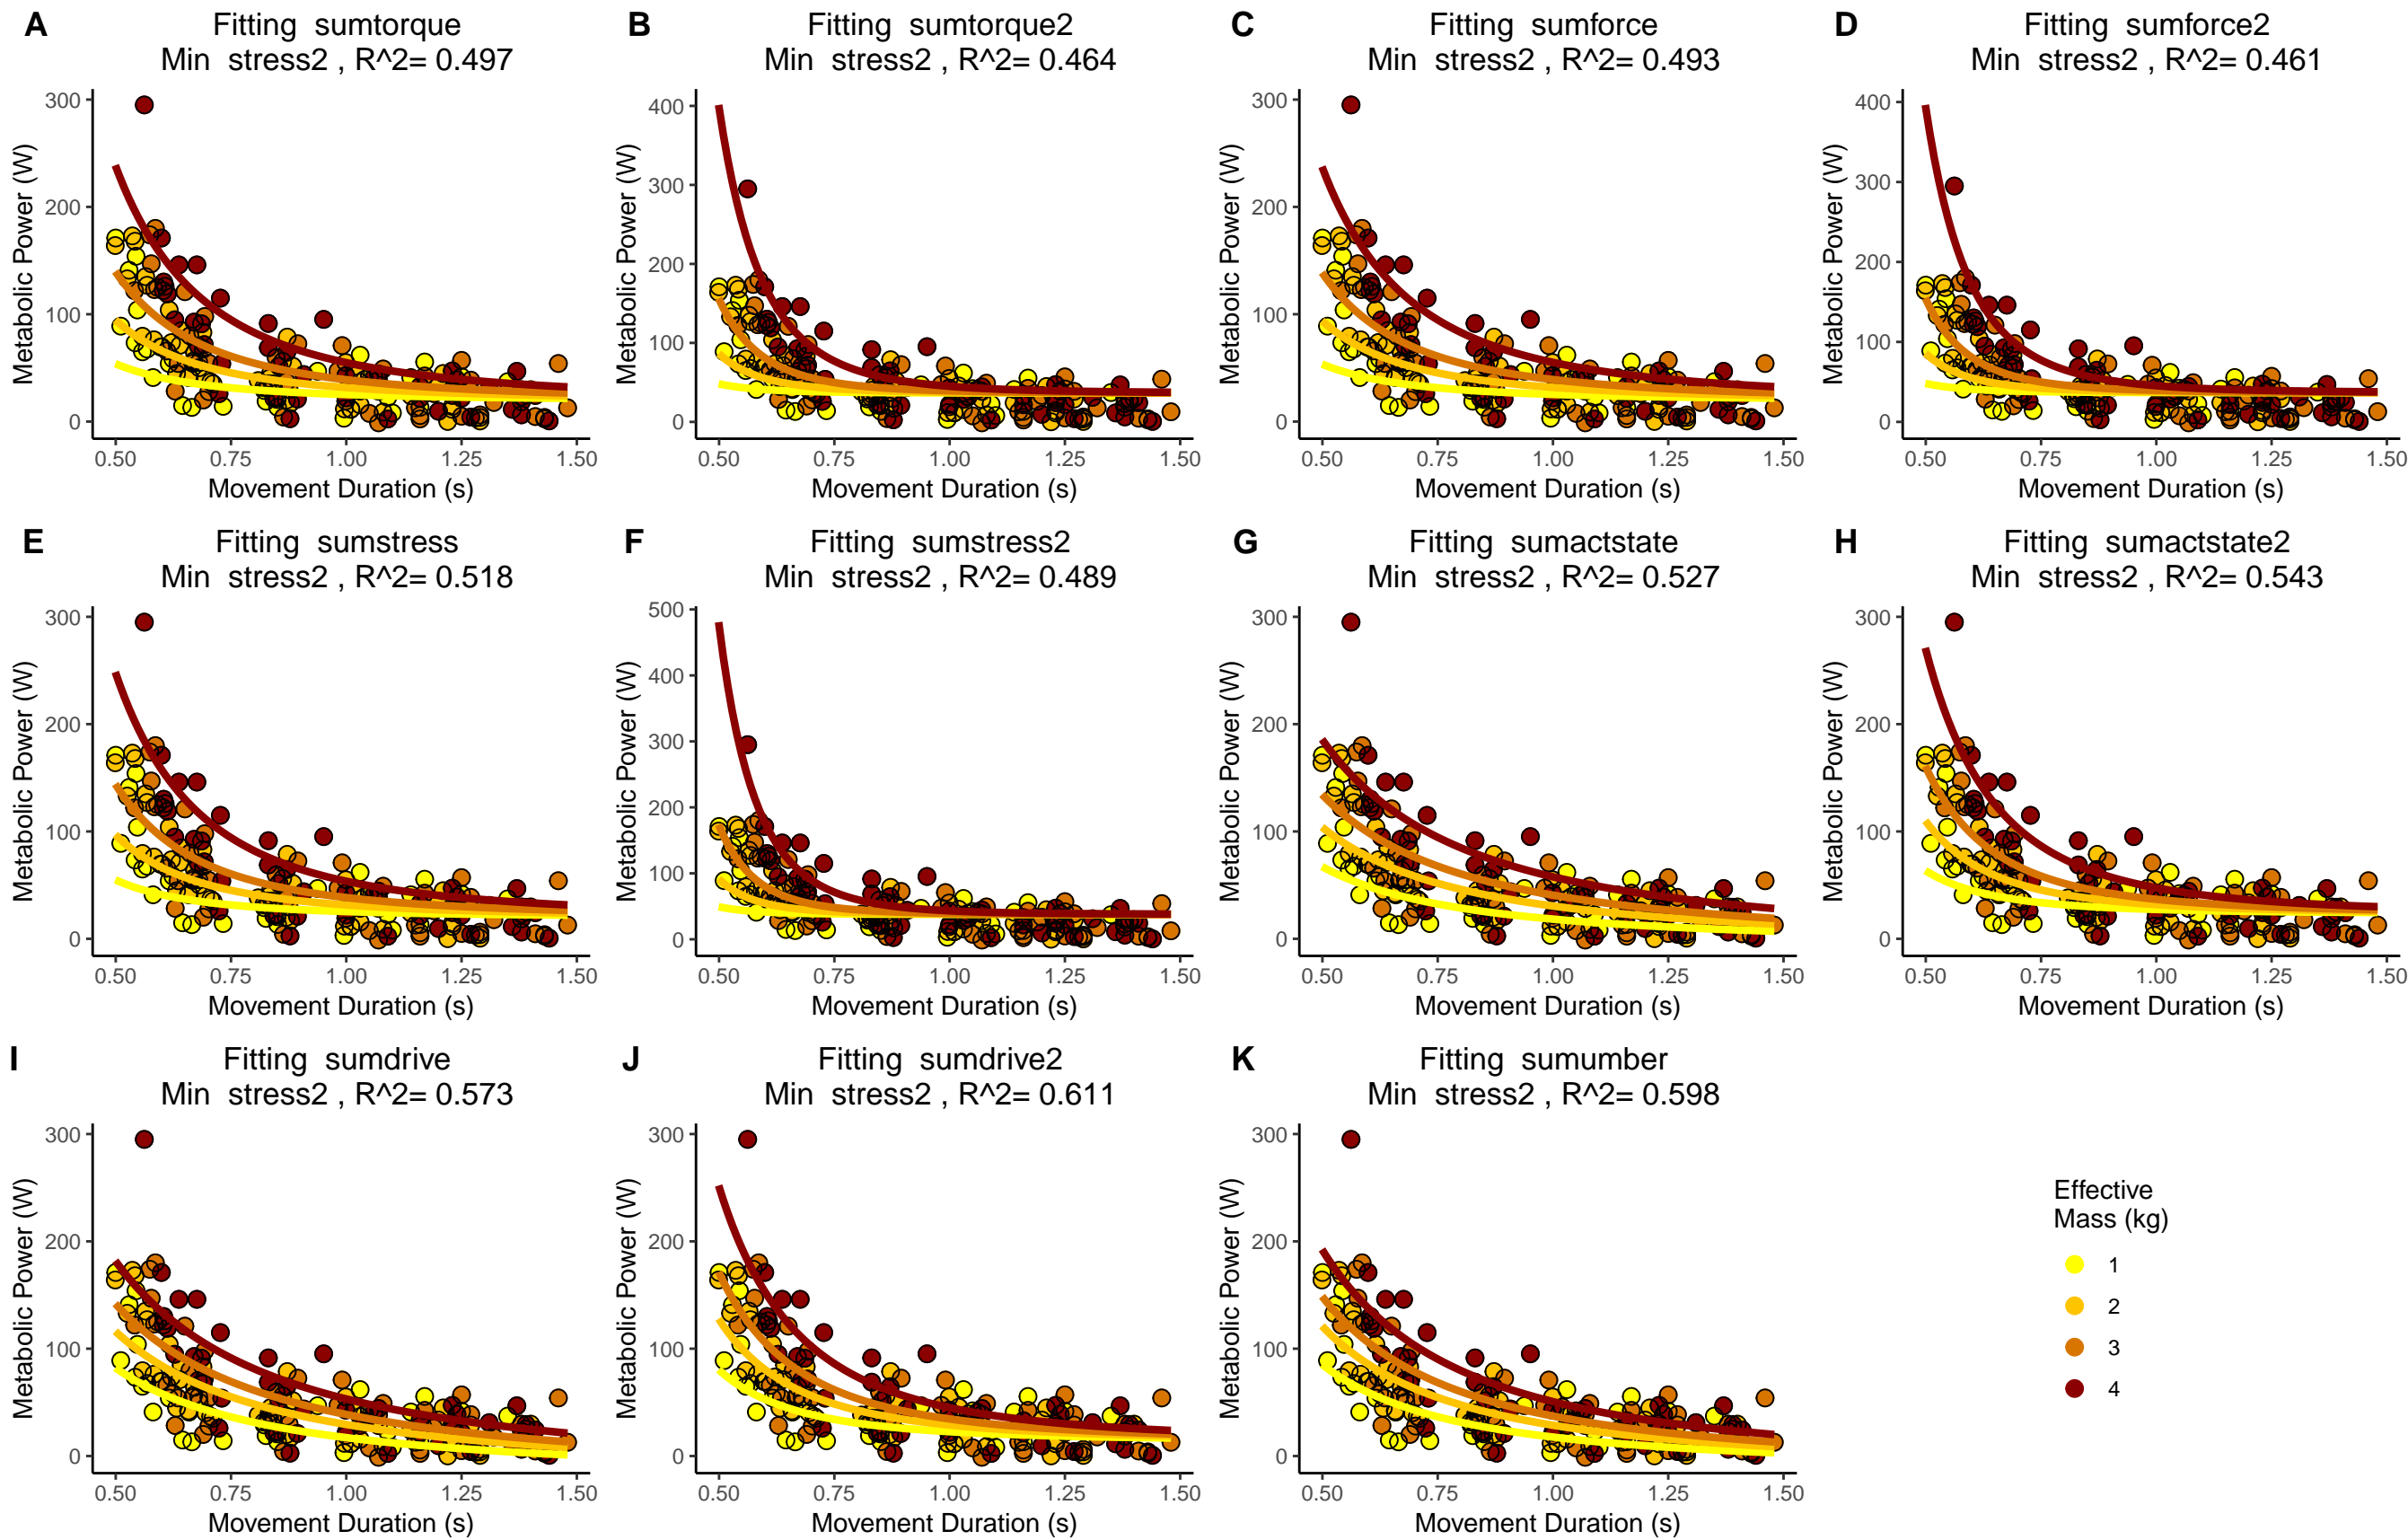 A
Fitting sumtorque
Min stress2 , R^2= 0.497
300
200
100
0
Metabolic Power (W)
0.50 0.75 1.00 1.25 1.50
Movement Duration (s)
B
Fitting sumtorque2
Min stress2 , R^2= 0.464
400
300
200
100
0
Metabolic Power (W)
0.50 0.75 1.00 1.25 1.50
Movement Duration (s)
C
Fitting sumforce
Min stress2 , R^2= 0.493
300
200
100
0
Metabolic Power (W)
0.50 0.75 1.00 1.25 1.50
Movement Duration (s)
D
Fitting sumforce2
Min stress2 , R^2= 0.461
400
300
200
100
0
Metabolic Power (W)
0.50 0.75 1.00 1.25 1.50
Movement Duration (s)
E
Fitting sumstress
Min stress2 , R^2= 0.518
300
200
100
0
Metabolic Power (W)
0.50 0.75 1.00 1.25 1.50
Movement Duration (s)
F
Fitting sumstress2
Min stress2 , R^2= 0.489
500
400
300
200
100
0
Metabolic Power (W)
0.50 0.75 1.00 1.25 1.50
Movement Duration (s)
G
Fitting sumactstate
Min stress2 , R^2= 0.527
300
200
100
0
Metabolic Power (W)
0.50 0.75 1.00 1.25 1.50
Movement Duration (s)
H
Fitting sumactstate2
Min stress2 , R^2= 0.543
300
200
100
0
Metabolic Power (W)
0.50 0.75 1.00 1.25 1.50
Movement Duration (s)
I
Fitting sumdrive
Min stress2 , R^2= 0.573
300
200
100
0
Metabolic Power (W)
0.50 0.75 1.00 1.25 1.50
Movement Duration (s)
J
Fitting sumdrive2
Min stress2 , R^2= 0.611
300
200
100
0
Metabolic Power (W)
0.50 0.75 1.00 1.25 1.50
Movement Duration (s)
K
Fitting sumumber
Min stress2 , R^2= 0.598
300
200
100
0
Metabolic Power (W)
0.50 0.75 1.00 1.25 1.50
Movement Duration (s)
Effective
Mass (kg)
1
2
3
4